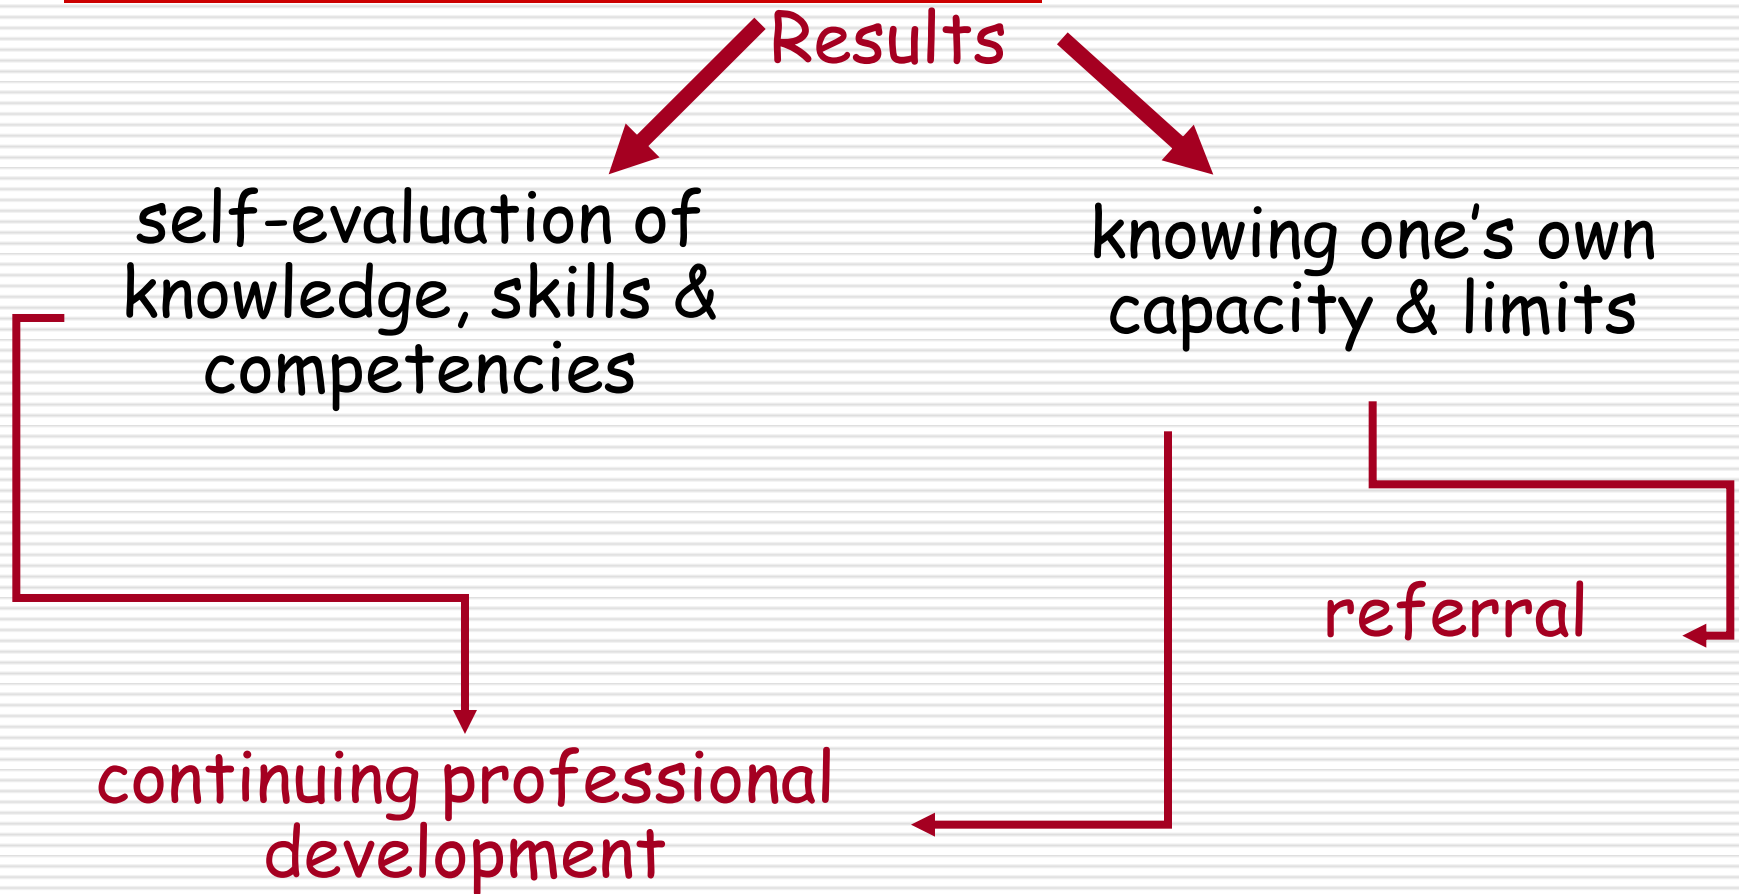 Results
self-evaluation of
knowledge, skills &
competencies
knowing one's own
capacity & limits
referral
continuing professional
development